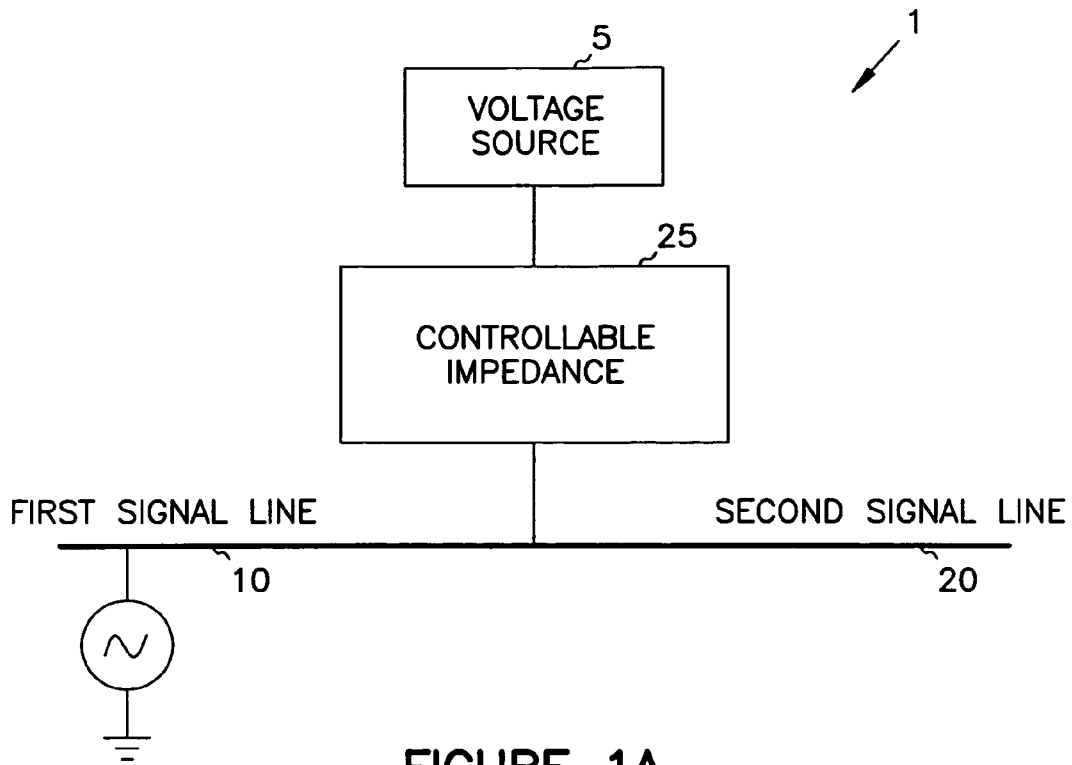 1
5
VOLTAGE
SOURCE
25
CONTROLLABLE
IMPEDANCE
FIRST SIGNAL LINE
SECOND SIGNAL LINE
10
20
FIGURE 1A